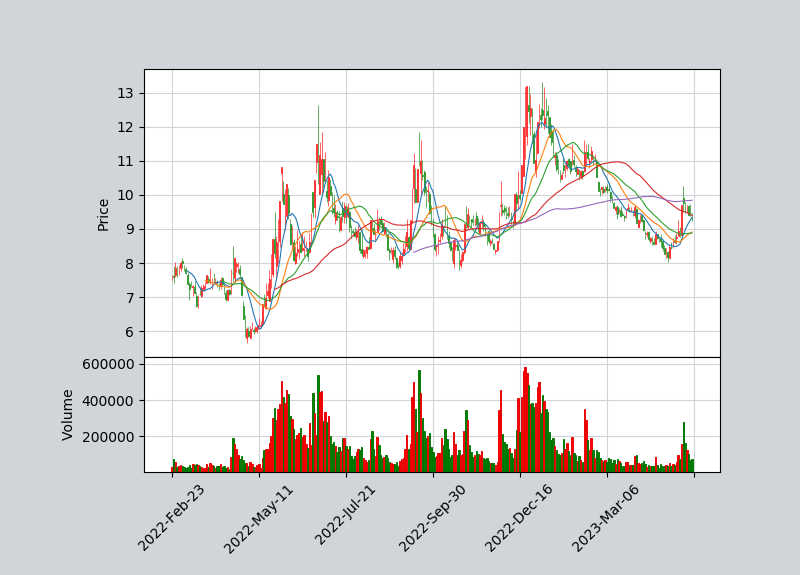 Price
13
12
11
10
9
8
7
6
Volume
600000
400000
200000
2022-Feb-23
2022-May-11
2022-Jul-21
2022-Sep-30
2022-Dec-16
2023-Mar-06